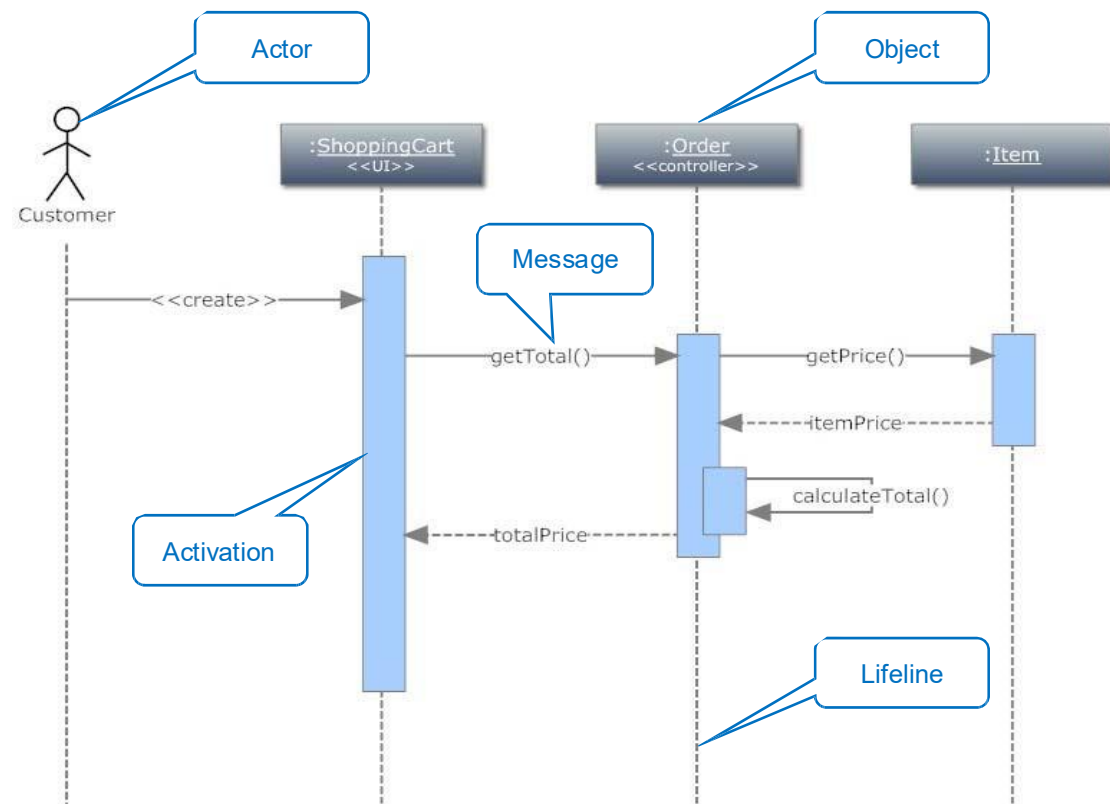 Actor
Object
:ShoppingCart
<<UI>>
:Order
<<controller>>
:Item
Customer
Message
<<create>>
getTotal()
getPrice()
itemPrice
calculateTotal()
totalPrice
Activation
Lifeline